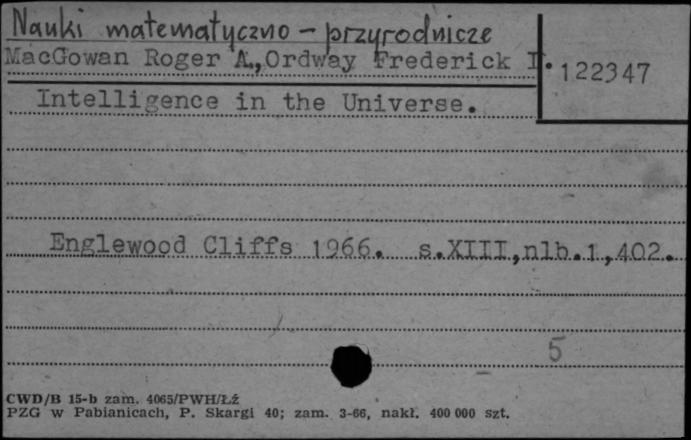 Nauki matematyczno - przyrodnicze
MacGowan Roger A., Ordway Frederick I.
122347
Intelligence in the Universe.
Englewood Cliffs 1966. s.XIII,nlb.1,402.
5
CWD/B 15-b zam. 4065/PWH/Łź
PZG w Pabianicach, P. Skargi 40; zam. 3-66, nakł. 400 000 szt.